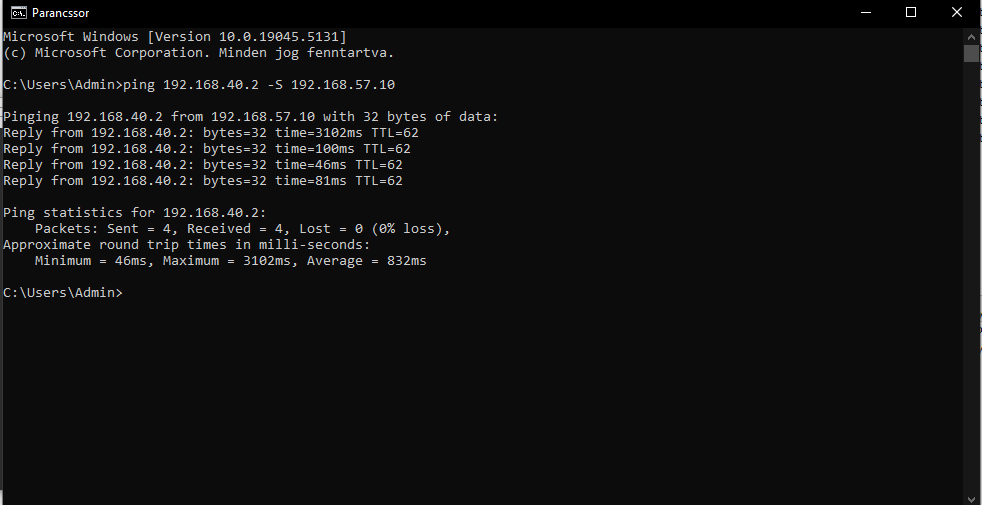 Parancssor
Microsoft Windows [Version 10.0.19045.5131]
(c) Microsoft Corporation. Minden jog fenntartva.
C:\Users\Admin>ping 192.168.40.2 -S 192.168.57.10
Pinging 192.168.40.2 from 192.168.57.10 with 32 bytes of data:
Reply from 192.168.40.2: bytes=32 time=3102ms TTL=62
Reply from 192.168.40.2: bytes=32 time=100ms TTL=62
Reply from 192.168.40.2: bytes=32 time=46ms TTL=62
Reply from 192.168.40.2: bytes=32 time=81ms TTL=62
Ping statistics for 192.168.40.2:
    Packets: Sent = 4, Received = 4, Lost = 0 (0% loss),
Approximate round trip times in milli-seconds:
    Minimum = 46ms, Maximum = 3102ms, Average = 832ms
C:\Users\Admin>